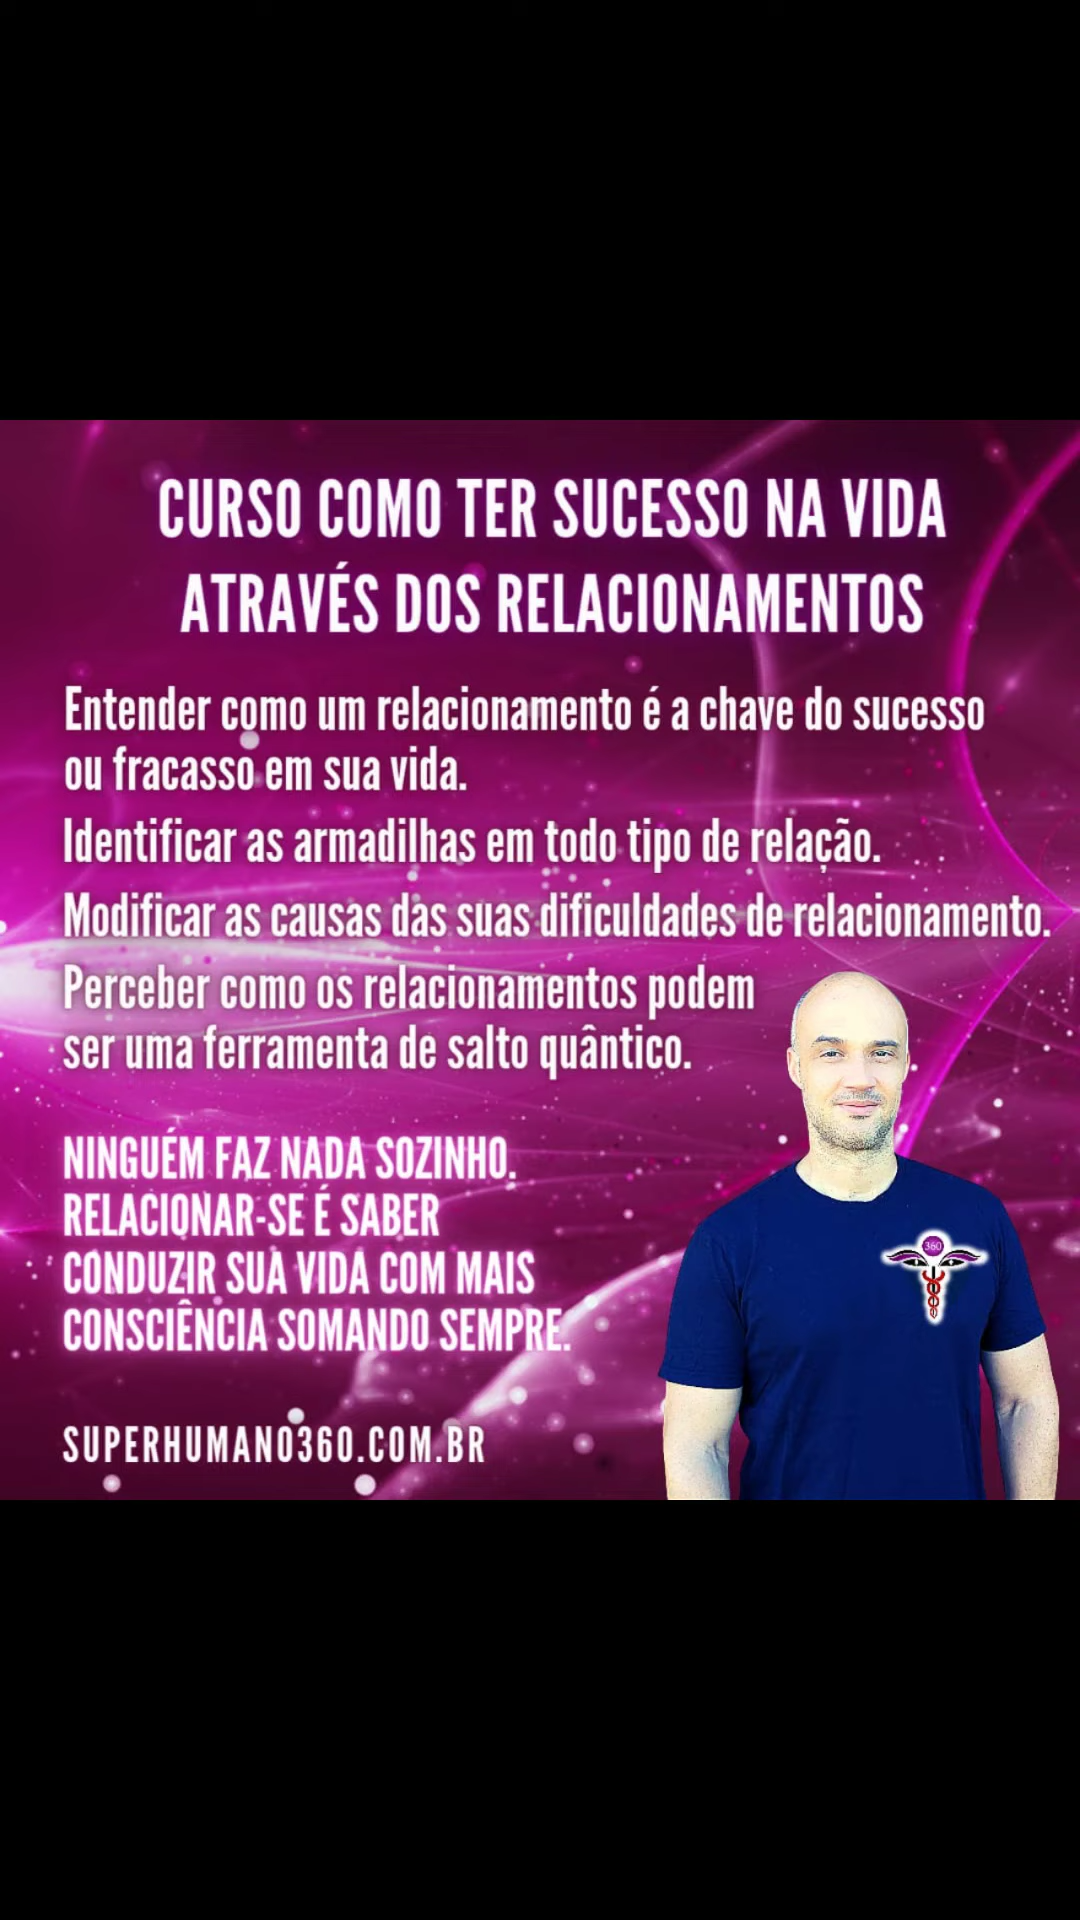 CURSO COMO TER SUCESSO NA VIDA
ATRAVÉS DOS RELACIONAMENTOS
Entender como um relacionamento é a chave do sucesso
ou fracasso em sua vida.
Identificar as armadilhas em todo tipo de relação.
Modificar as causas das suas dificuldades de relacionamento.
Perceber como os relacionamentos podem
ser uma ferramenta de salto quântico.
NINGUÉM FAZ NADA SOZINHO.
RELACIONAR-SE É SABER
CONDUZIR SUA VIDA COM MAIS
CONSCIÊNCIA SOMANDO SEMPRE.
360
SUPERHUMANO360.COM.BR